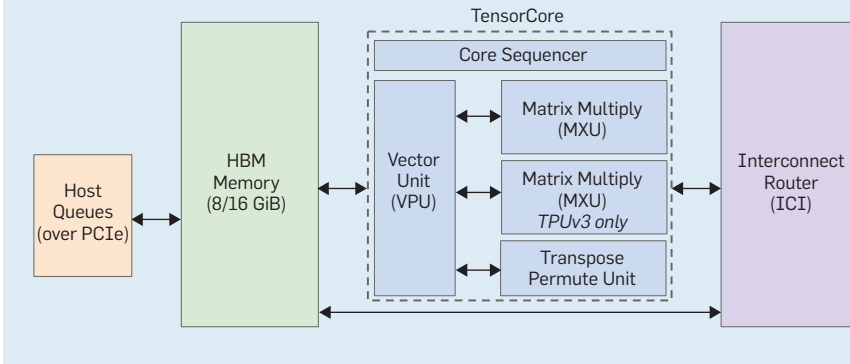 TensorCore
Core Sequencer
Host
Queues
(over PCIe)
HBM
Memory
(8/16 GiB)
Vector
Unit
(VPU)
Matrix Multiply
(MXU)
Matrix Multiply
(MXU)
TPUv3 only
Transpose
Permute Unit
Interconnect
Router
(ICI)